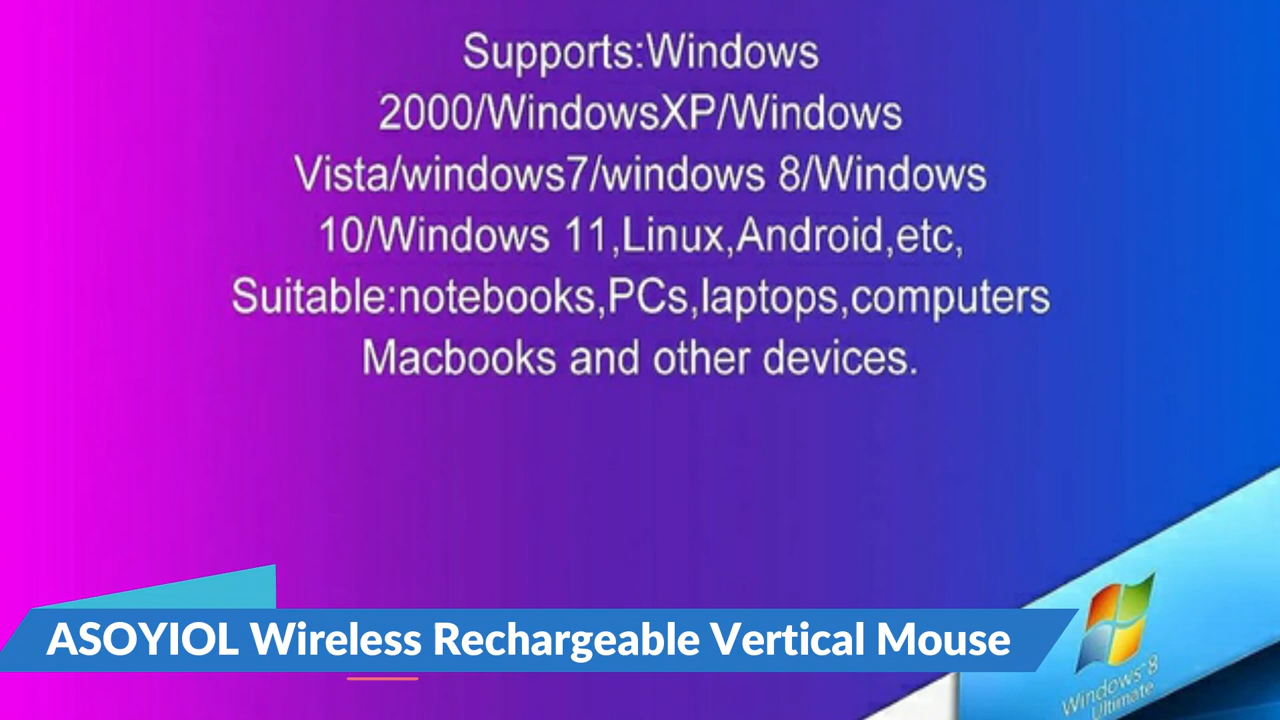 Supports:Windows
2000/WindowsXP/Windows
Vista/windows7/windows 8/Windows
10/Windows 11,Linux,Android,etc,
Suitable:notebooks,PCs,laptops,computers
Macbooks and other devices.
ASOYIOL Wireless Rechargeable Vertical Mouse
Windows 8
Ultimate